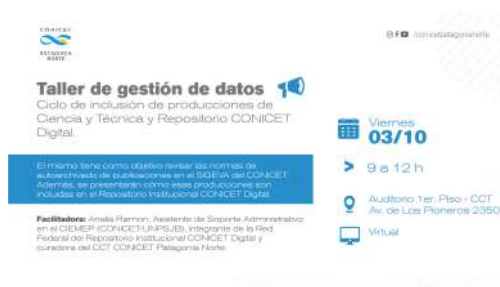 CONICET
PATAGONIA
NORTE
/conicetpatagonianorte
Taller de gestión de datos
Ciclo de inclusión de producciones de
Ciencia y Técnica y Repositorio CONICET
Digital.
El mismo tiene como objetivo revisar las normas de
autoarchivado de publicaciones en el SIGEVA del CONICET.
Además, se presentarán cómo esas producciones son
incluidas en el Repositorio Institucional CONICET Digital
Facilitadora: Analía Ramon, Asistente de Soporte Administrativo
en el CIEMEP (CONICET-UNPSJB), integrante de la Red
Federal del Repositorio Institucional CONICET Digital y
curadora del CCT CONICET Patagonia Norte.
Viernes
03/10
9 a 12 h
Auditorio 1er. Piso - CCT
Av. de Los Pioneros 2350
Virtual